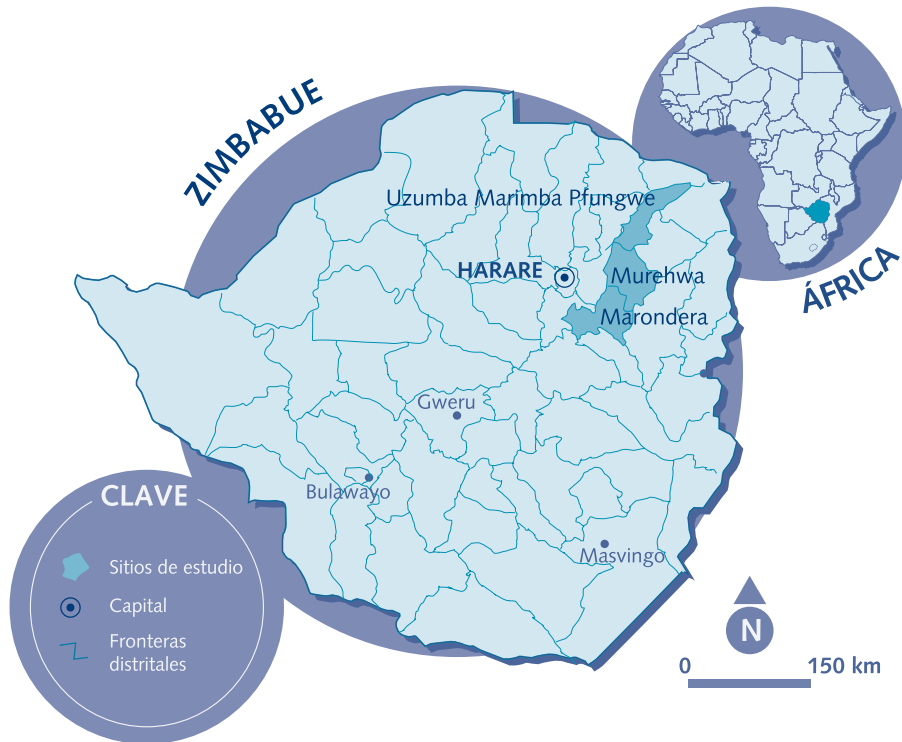 ZIMBABUE
ÁFRICA
Uzumba Marimba Pfungwe
HARARE
Murehwa
Marondera
Gweru
Bulawayo
Masvingo
CLAVE
Sitios de estudio
Capital
Fronteras
distritales
N
0 150 km